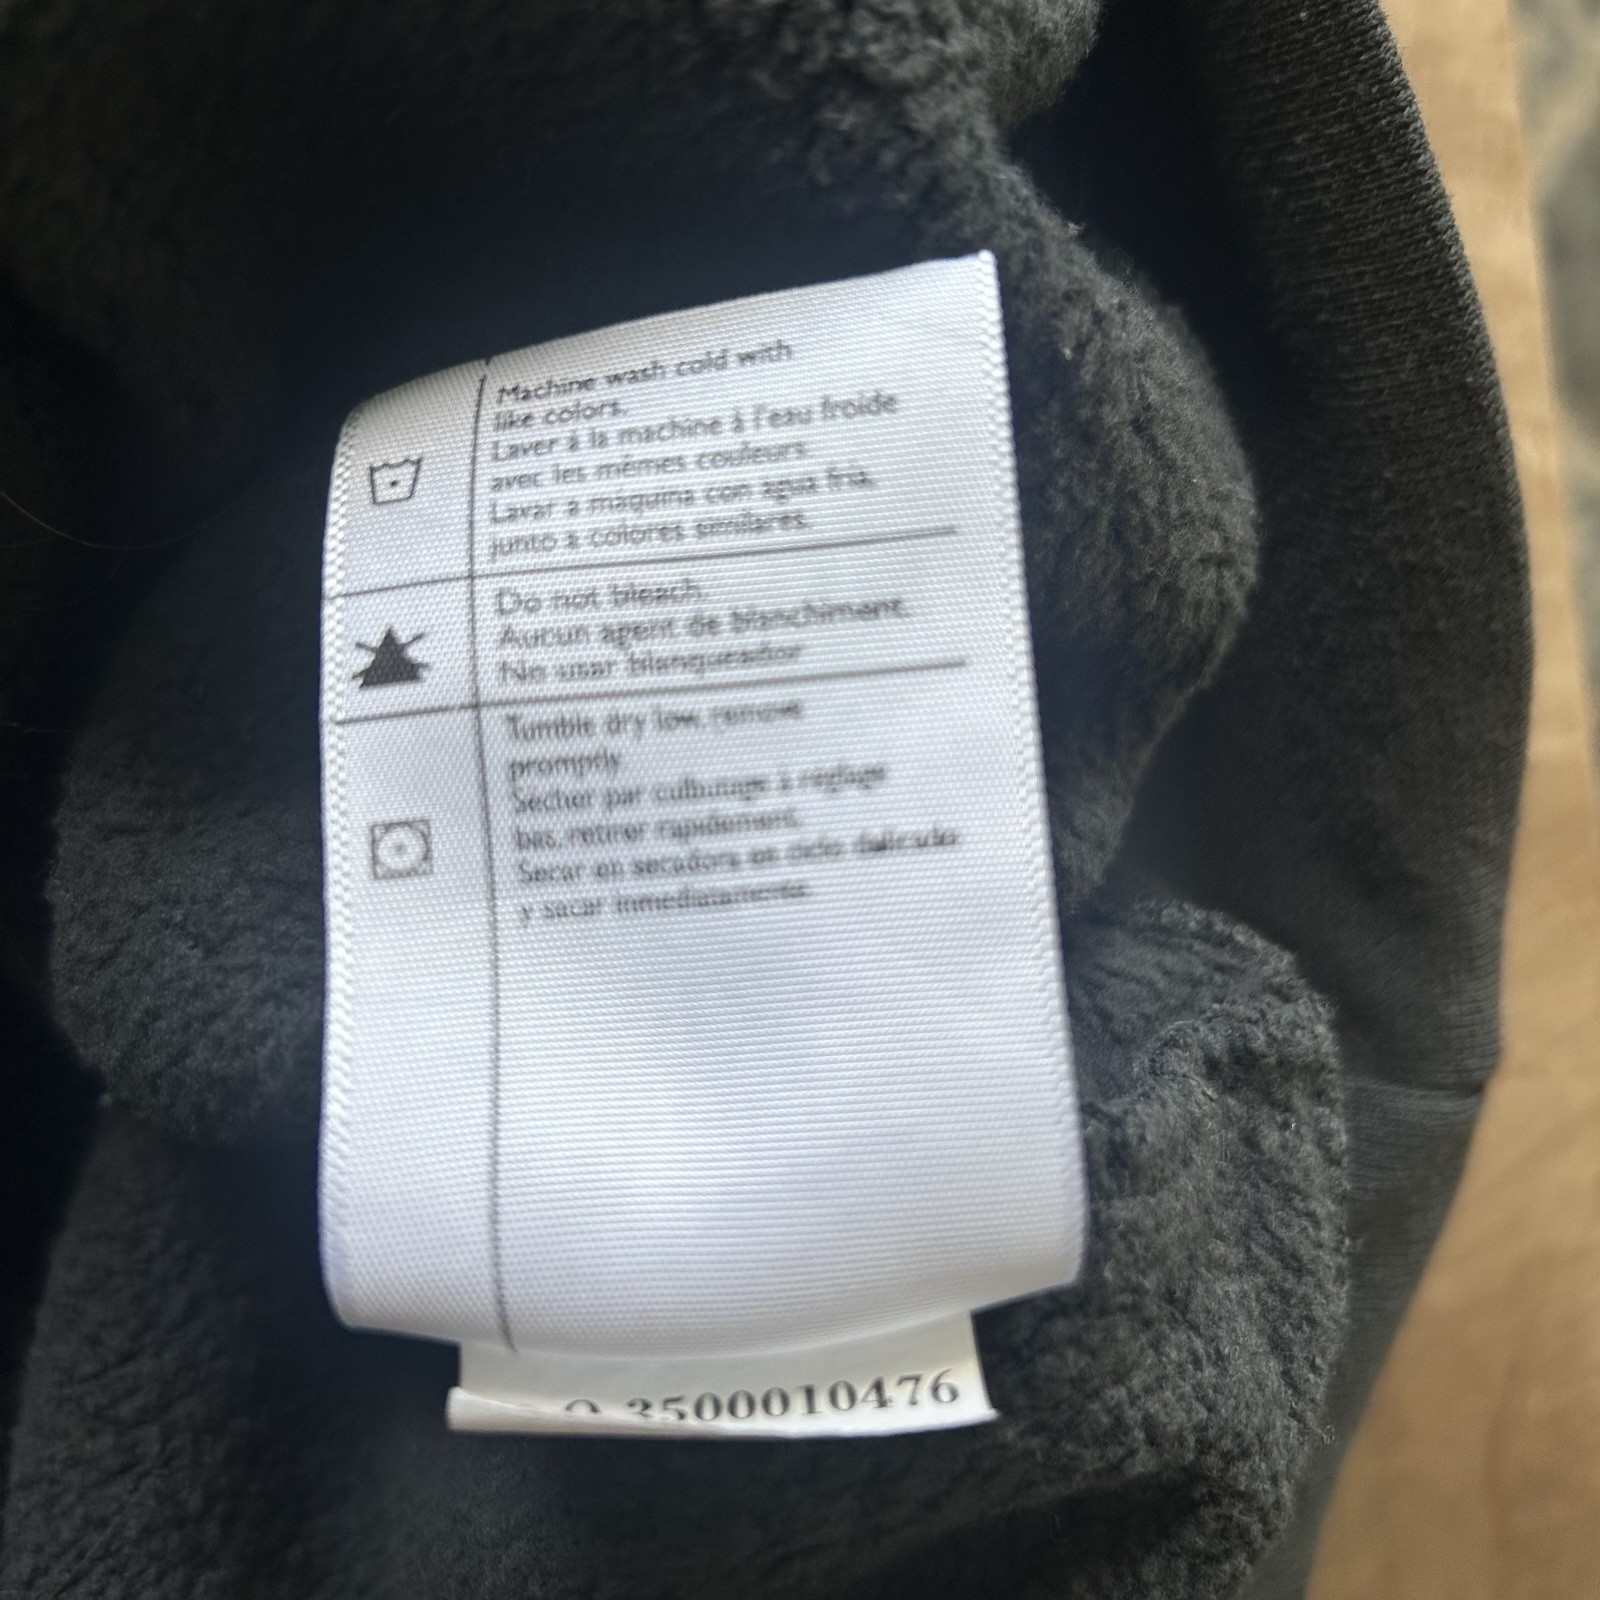 Machine wash cold with
like colors.
Laver à la machine à l'eau froide
avec les mêmes couleurs.
Lavar a maquina con agua fria,
junto a colores similares.
Do not bleach.
Aucun agent de blanchiment.
No usar blanqueador
Tumble dry low, remove
promptly
Sécher par culbutage à réglage
bas, retirer rapidement.
Secar en secadora en ciclo delicado
y sacar inmediatamente.
3500010476